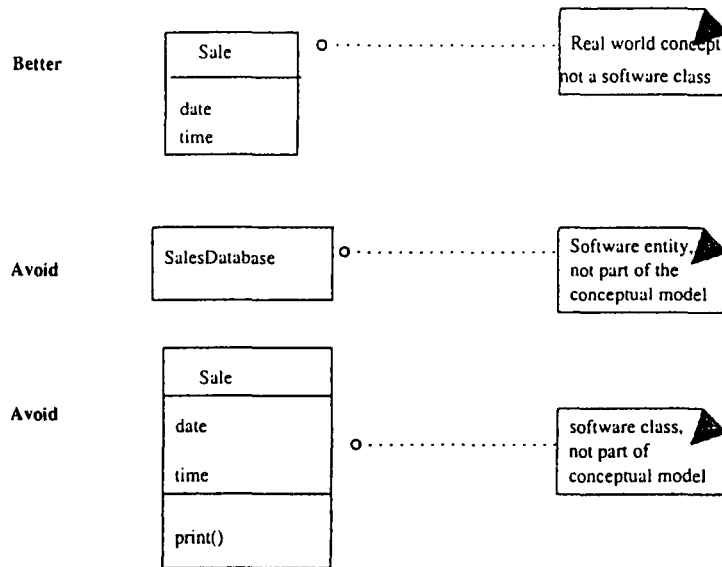 Better
Sale
date
time
Real world concept
not a software class
Avoid
SalesDatabase
Software entity,
not part of the
conceptual model
Avoid
Sale
date
time
print()
software class,
not part of
conceptual model